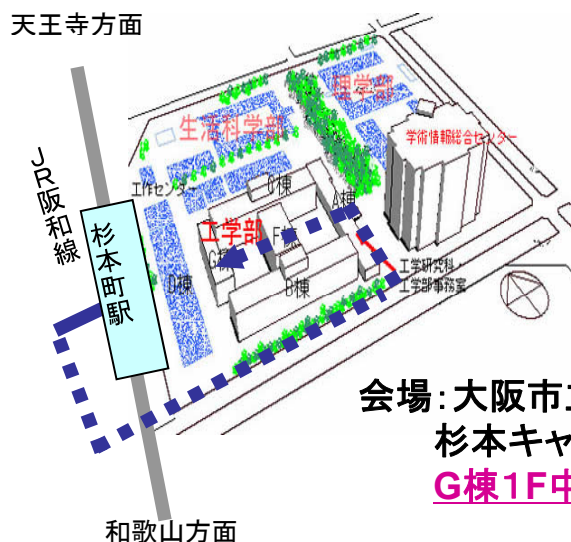 天王寺方面
JR阪和線
杉本町駅
和歌山方面
生活科学部
理学部
学術情報総合センター
工作センター
C棟
A棟
工学部
F棟
G棟
D棟
B棟
工学研究科・
工学部事務室
会場：大阪市
杉本キャ
G棟1F中